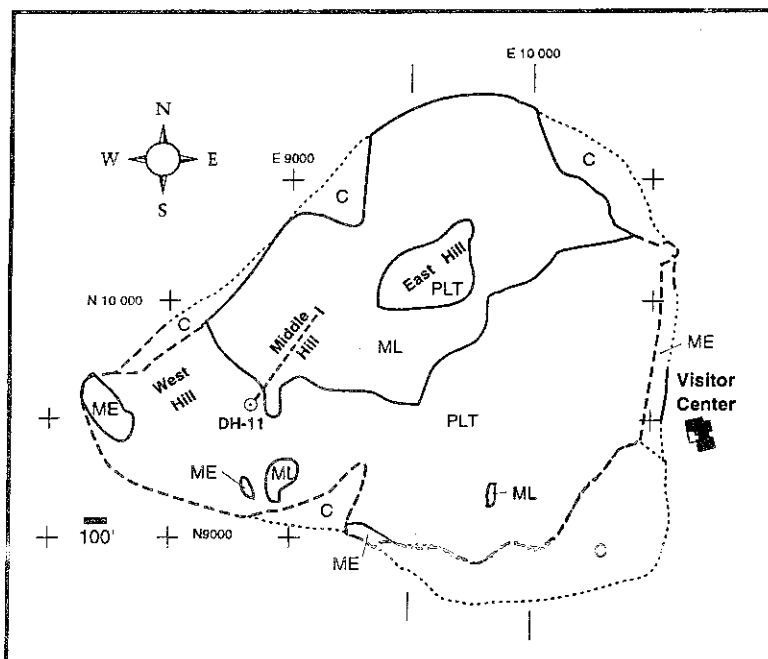 E 10 000
N
W E
S
E 9000
C
C
East Hill
PLT
N 10 000
C
Middle
Hill
ML
ME
West
Hill
ME
DH-11
PLT
Visitor
Center
ME
ML
ML
C
100'
N9000
ME
C